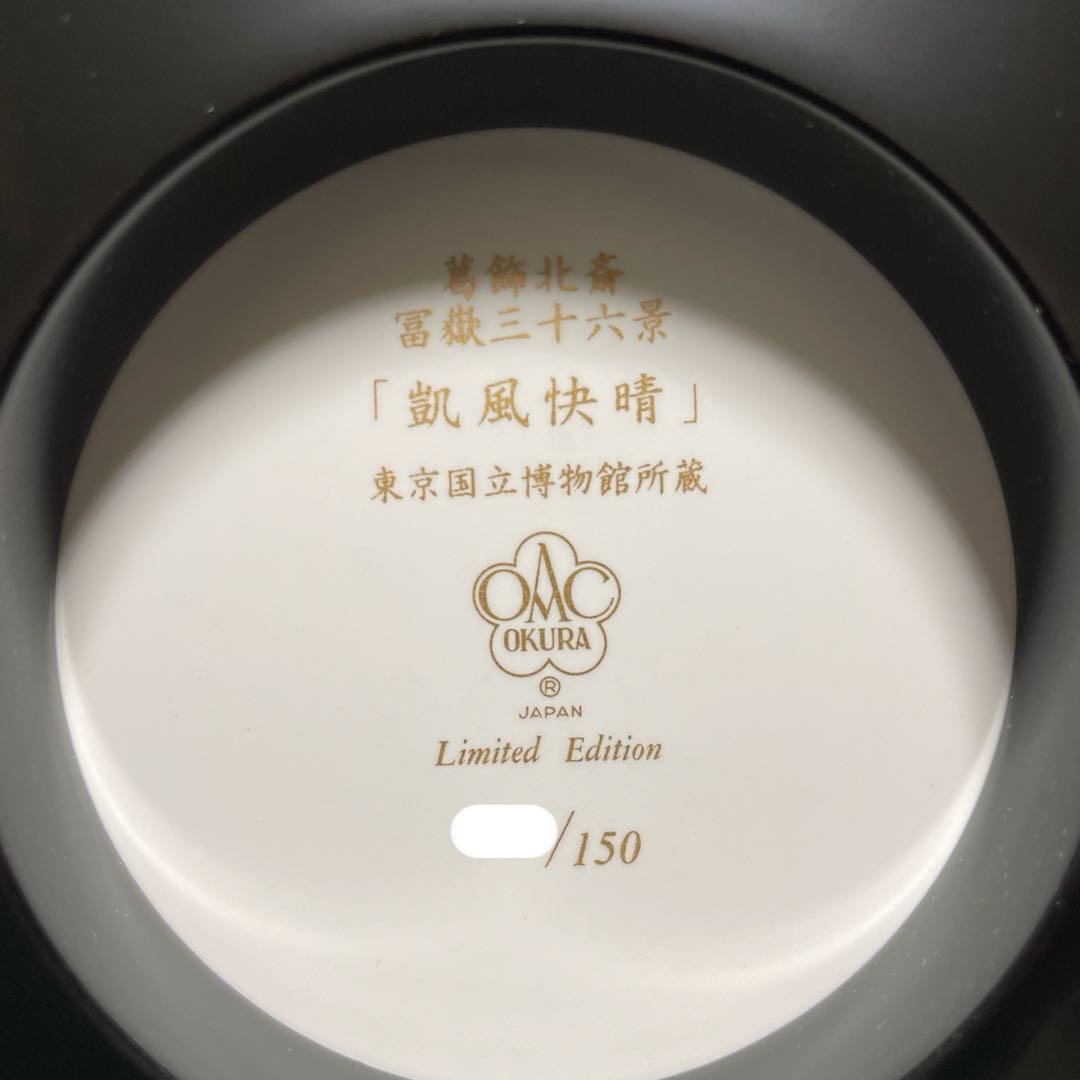 葛飾北斎
冨嶽三十六景
「凱風快晴」
東京国立博物館所蔵
OAC
OKURA
®
JAPAN
Limited Edition
/150